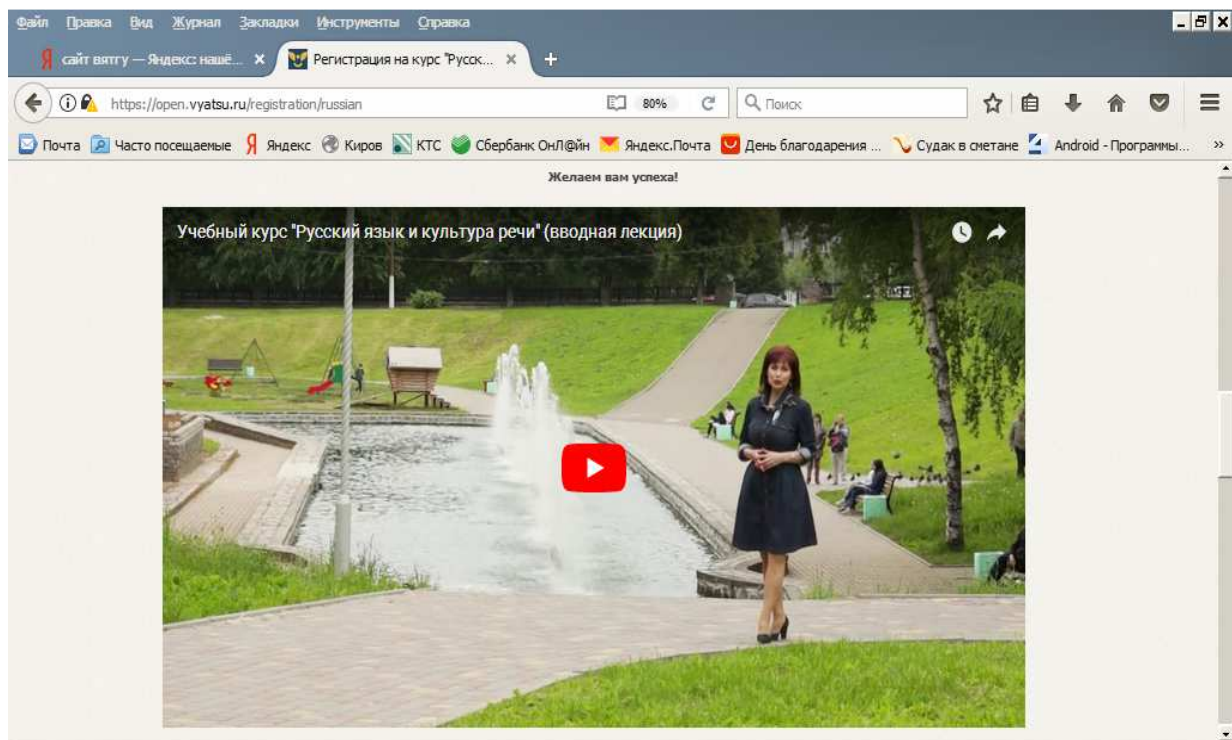 Файл Правка Вид Журнал Закладки Инструменты Справка
Я сайт вятгу — Яндекс: нашё... Регистрация на курс "Русск...
https://open.vyatsu.ru/registration/russian 80% Поиск
Почта Часто посещаемые Я Яндекс Киров КТС Сбербанк ОнЛ@йн Яндекс.Почта День благодарения ... Судак в сметане Android - Программы... »
Желаем вам успеха!
Учебный курс "Русский язык и культура речи" (вводная лекция)